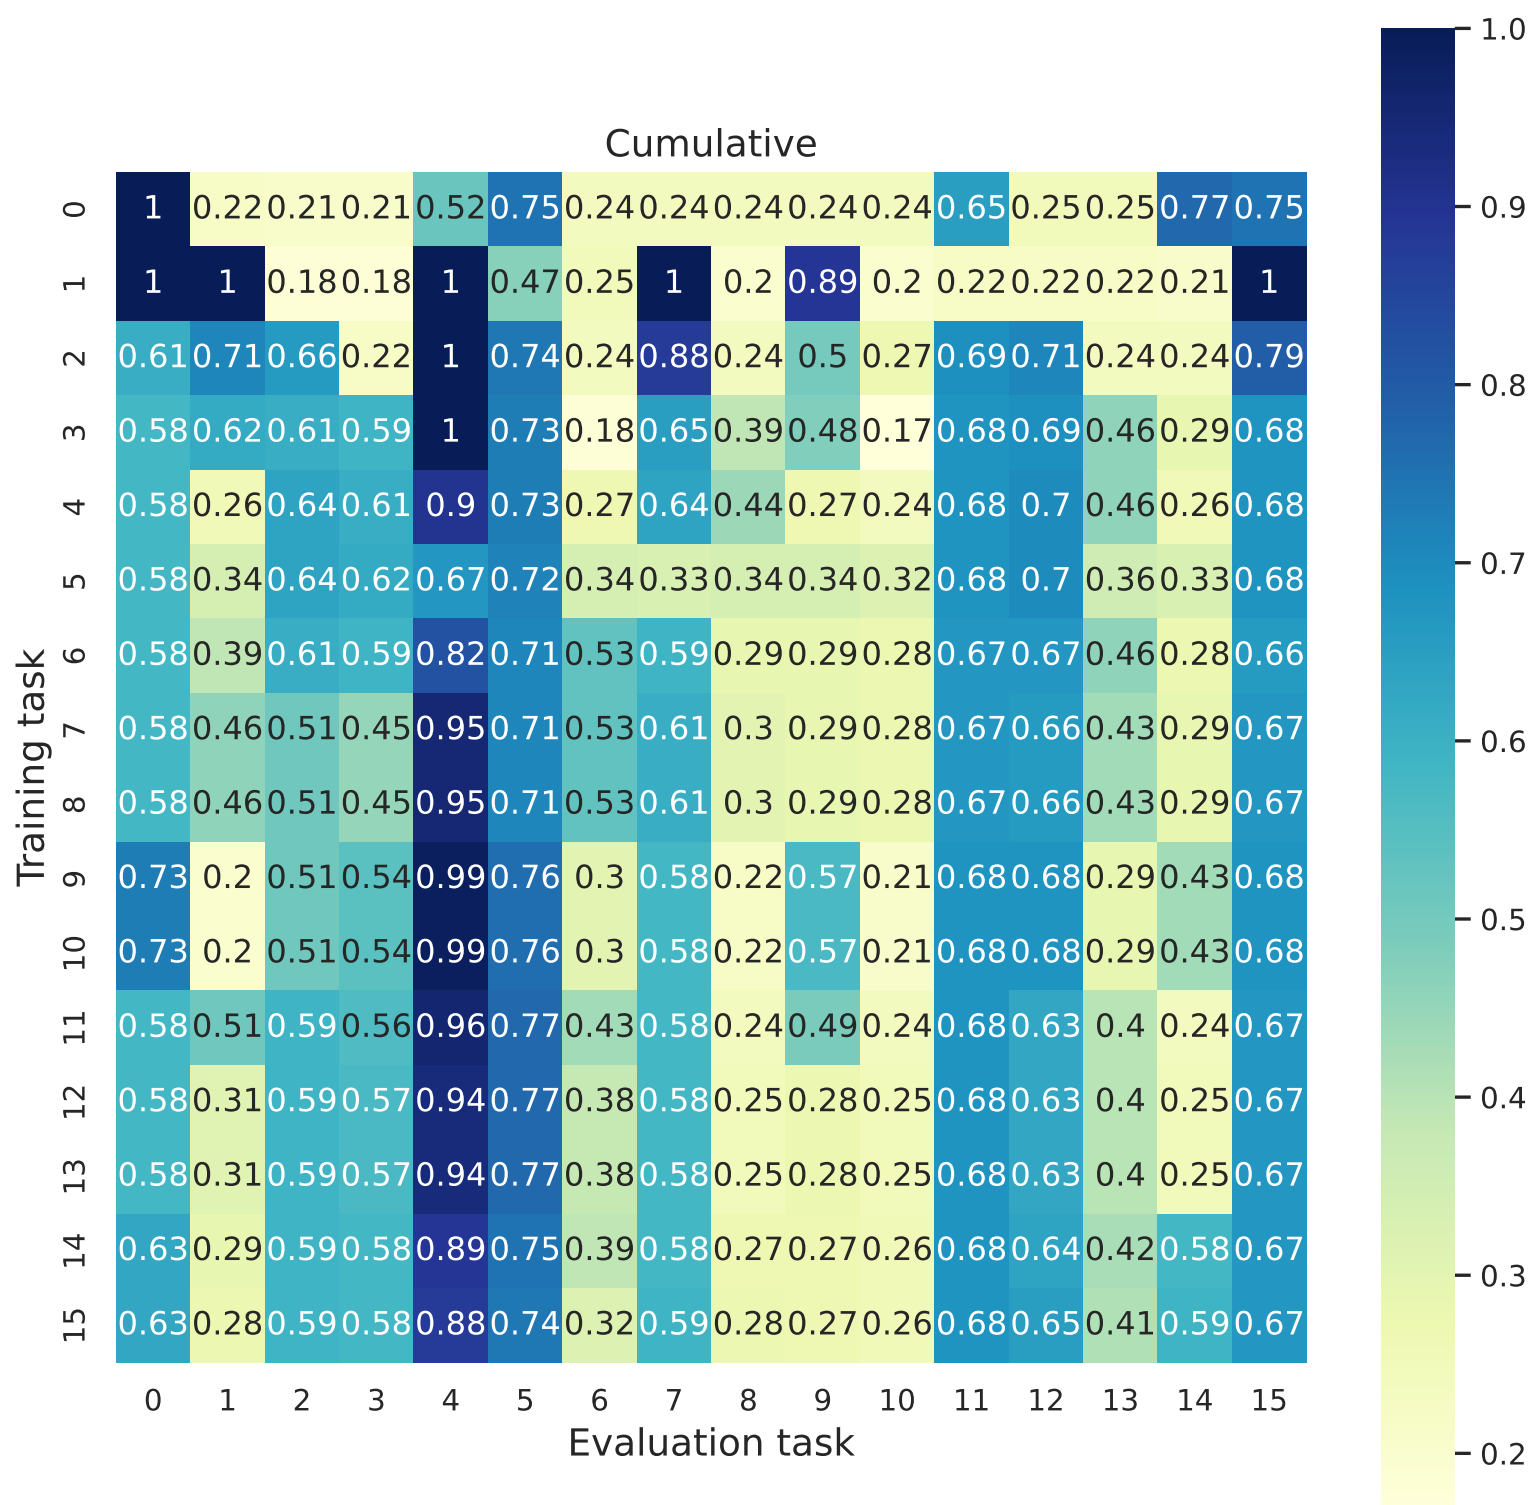 Cumulative
0 1 0.22 0.21 0.21 0.52 0.75 0.24 0.24 0.24 0.24 0.24 0.65 0.25 0.25 0.77 0.75
1 1 1 0.18 0.18 1 0.47 0.25 1 0.2 0.89 0.2 0.22 0.22 0.22 0.21 1
2 0.61 0.71 0.66 0.22 1 0.74 0.24 0.88 0.24 0.5 0.27 0.69 0.71 0.24 0.24 0.79
3 0.58 0.62 0.61 0.59 1 0.73 0.18 0.65 0.39 0.48 0.17 0.68 0.69 0.46 0.29 0.68
4 0.58 0.26 0.64 0.61 0.9 0.73 0.27 0.64 0.44 0.27 0.24 0.68 0.7 0.46 0.26 0.68
5 0.58 0.34 0.64 0.62 0.67 0.72 0.34 0.33 0.34 0.34 0.32 0.68 0.7 0.36 0.33 0.68
6 0.58 0.39 0.61 0.59 0.82 0.71 0.53 0.59 0.29 0.29 0.28 0.67 0.67 0.46 0.28 0.66
7 0.58 0.46 0.51 0.45 0.95 0.71 0.53 0.61 0.3 0.29 0.28 0.67 0.66 0.43 0.29 0.67
8 0.58 0.46 0.51 0.45 0.95 0.71 0.53 0.61 0.3 0.29 0.28 0.67 0.66 0.43 0.29 0.67
9 0.73 0.2 0.51 0.54 0.99 0.76 0.3 0.58 0.22 0.57 0.21 0.68 0.68 0.29 0.43 0.68
10 0.73 0.2 0.51 0.54 0.99 0.76 0.3 0.58 0.22 0.57 0.21 0.68 0.68 0.29 0.43 0.68
11 0.58 0.51 0.59 0.56 0.96 0.77 0.43 0.58 0.24 0.49 0.24 0.68 0.63 0.4 0.24 0.67
12 0.58 0.31 0.59 0.57 0.94 0.77 0.38 0.58 0.25 0.28 0.25 0.68 0.63 0.4 0.25 0.67
13 0.58 0.31 0.59 0.57 0.94 0.77 0.38 0.58 0.25 0.28 0.25 0.68 0.63 0.4 0.25 0.67
14 0.63 0.29 0.59 0.58 0.89 0.75 0.39 0.58 0.27 0.27 0.26 0.68 0.64 0.42 0.58 0.67
15 0.63 0.28 0.59 0.58 0.88 0.74 0.32 0.59 0.28 0.27 0.26 0.68 0.65 0.41 0.59 0.67
0 1 2 3 4 5 6 7 8 9 10 11 12 13 14 15
Evaluation task
Training task
1.0
0.9
0.8
0.7
0.6
0.5
0.4
0.3
0.2